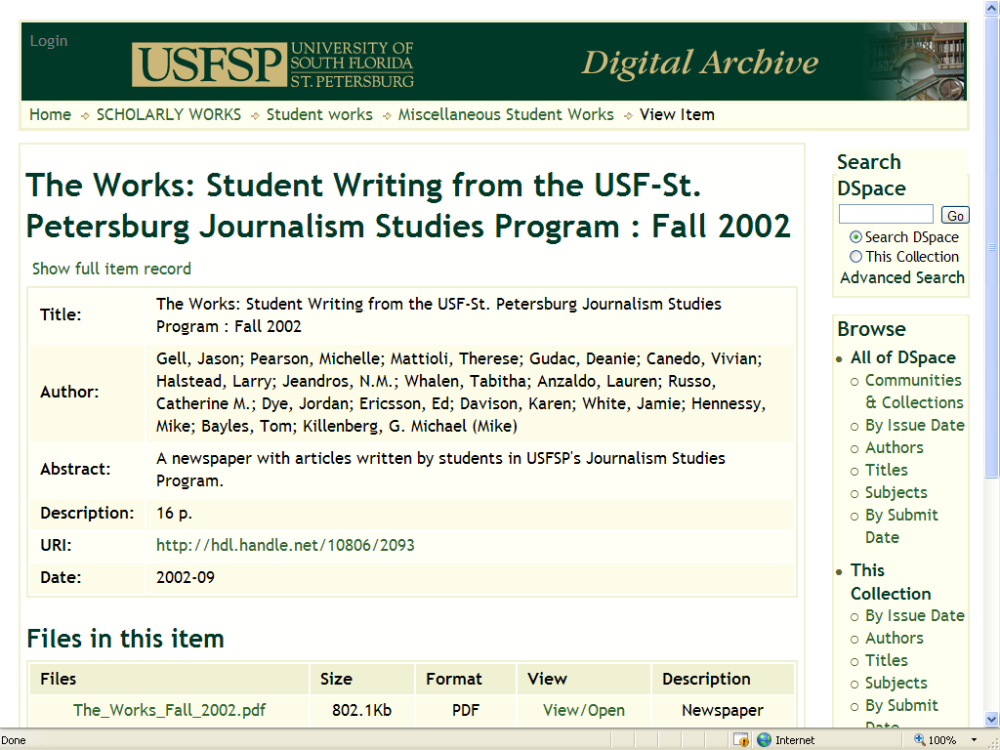 Login
USFSP UNIVERSITY OF
SOUTH FLORIDA
ST. PETERSBURG
Digital Archive
Home SCHOLARLY WORKS Student works Miscellaneous Student Works View Item
The Works: Student Writing from the USF-St.
Petersburg Journalism Studies Program : Fall 2002
Show full item record
Title: The Works: Student Writing from the USF-St. Petersburg Journalism Studies
Program : Fall 2002
Author: Gell, Jason; Pearson, Michelle; Mattioli, Therese; Gudac, Deanie; Canedo, Vivian;
Halstead, Larry; Jeandros, N.M.; Whalen, Tabitha; Anzaldo, Lauren; Russo,
Catherine M.; Dye, Jordan; Ericsson, Ed; Davison, Karen; White, Jamie; Hennessy,
Mike; Bayles, Tom; Killenberg, G. Michael (Mike)
Abstract: A newspaper with articles written by students in USFSP's Journalism Studies
Program.
Description: 16 p.
URI: http://hdl.handle.net/10806/2093
Date: 2002-09
Files in this item
Files Size Format View Description
The_Works_Fall_2002.pdf 802.1Kb PDF View/Open Newspaper
Search
DSpace
Go
Search DSpace
This Collection
Advanced Search
Browse
All of DSpace
Communities
& Collections
By Issue Date
Authors
Titles
Subjects
By Submit
Date
This
Collection
By Issue Date
Authors
Titles
Subjects
By Submit
Date
Done Internet 100%